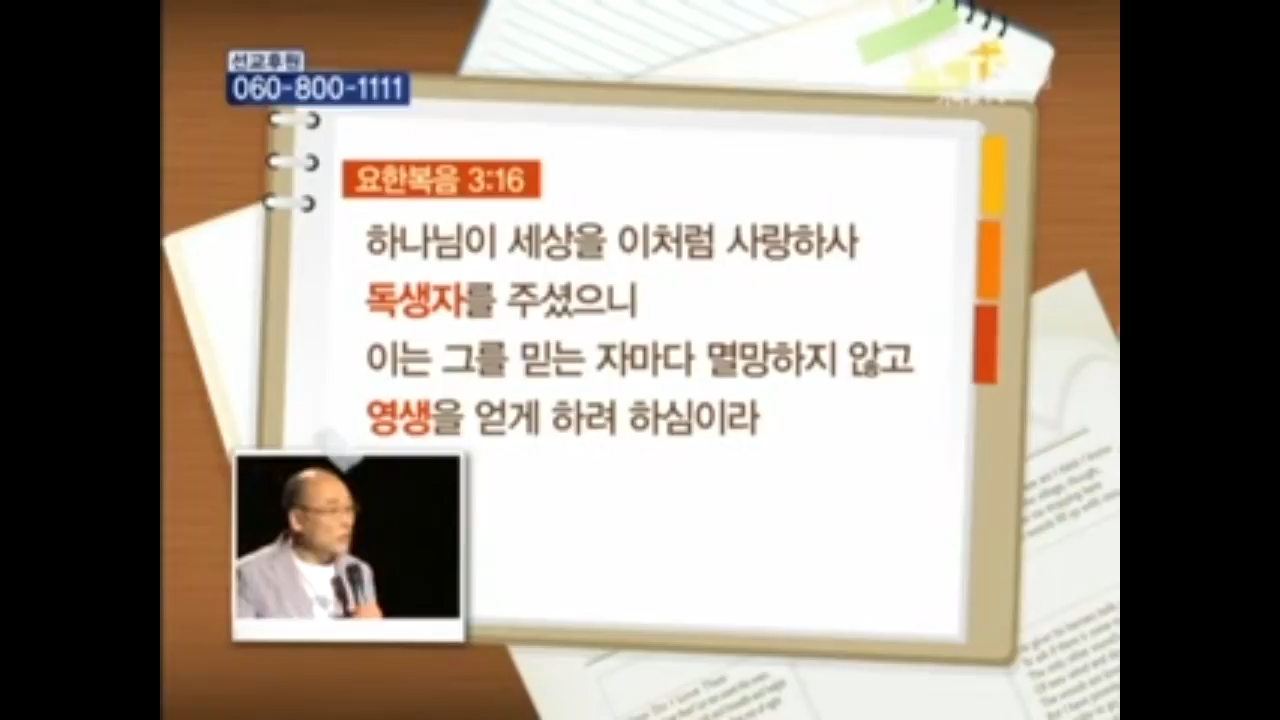 선교후원
060-800-1111
요한복음 3:16
하나님이 세상을 이처럼 사랑하사
독생자를 주셨으니
이는 그를 믿는 자마다 멸망하지 않고
영생을 얻게 하려 하심이라